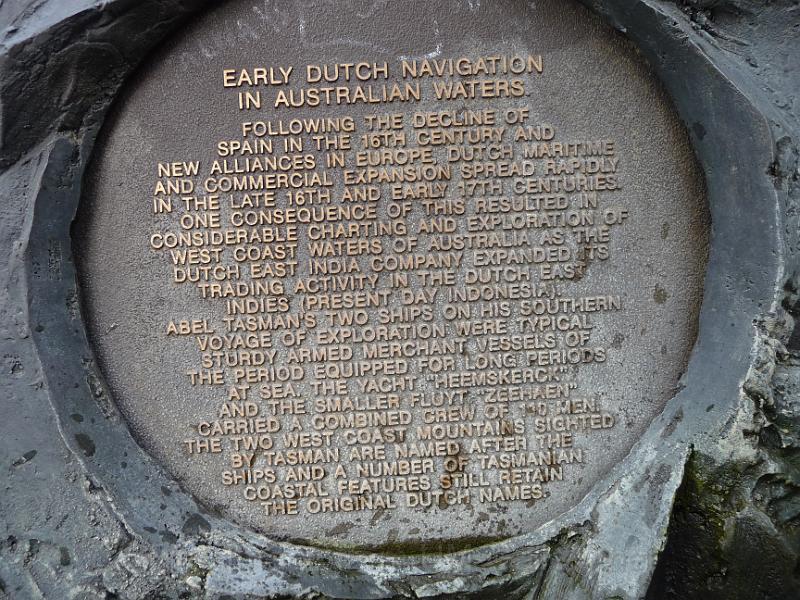 EARLY DUTCH NAVIGATION
IN AUSTRALIAN WATERS.
FOLLOWING THE DECLINE OF
SPAIN IN THE 16TH CENTURY AND
NEW ALLIANCES IN EUROPE, DUTCH MARITIME
AND COMMERCIAL EXPANSION SPREAD RAPIDLY
IN THE LATE 16TH AND EARLY 17TH CENTURIES.
ONE CONSEQUENCE OF THIS RESULTED IN
CONSIDERABLE CHARTING AND EXPLORATION OF
WEST COAST WATERS OF AUSTRALIA AS THE
DUTCH EAST INDIA COMPANY EXPANDED ITS
TRADING ACTIVITY IN THE DUTCH EAST
INDIES (PRESENT DAY INDONESIA).
ABEL TASMAN'S TWO SHIPS ON HIS SOUTHERN
VOYAGE OF EXPLORATION WERE TYPICAL
STURDY ARMED MERCHANT VESSELS OF
THE PERIOD EQUIPPED FOR LONG PERIODS
AT SEA. THE YACHT "HEEMSKERCK"
AND THE SMALLER FLUYT "ZEEHAEN"
CARRIED A COMBINED CREW OF MEN.
THE TWO WEST COAST MOUNTAINS SIGHTED
BY TASMAN ARE NAMED AFTER THE
SHIPS AND A NUMBER OF TASMANIAN
COASTAL FEATURES STILL RETAIN
THE ORIGINAL DUTCH NAMES.